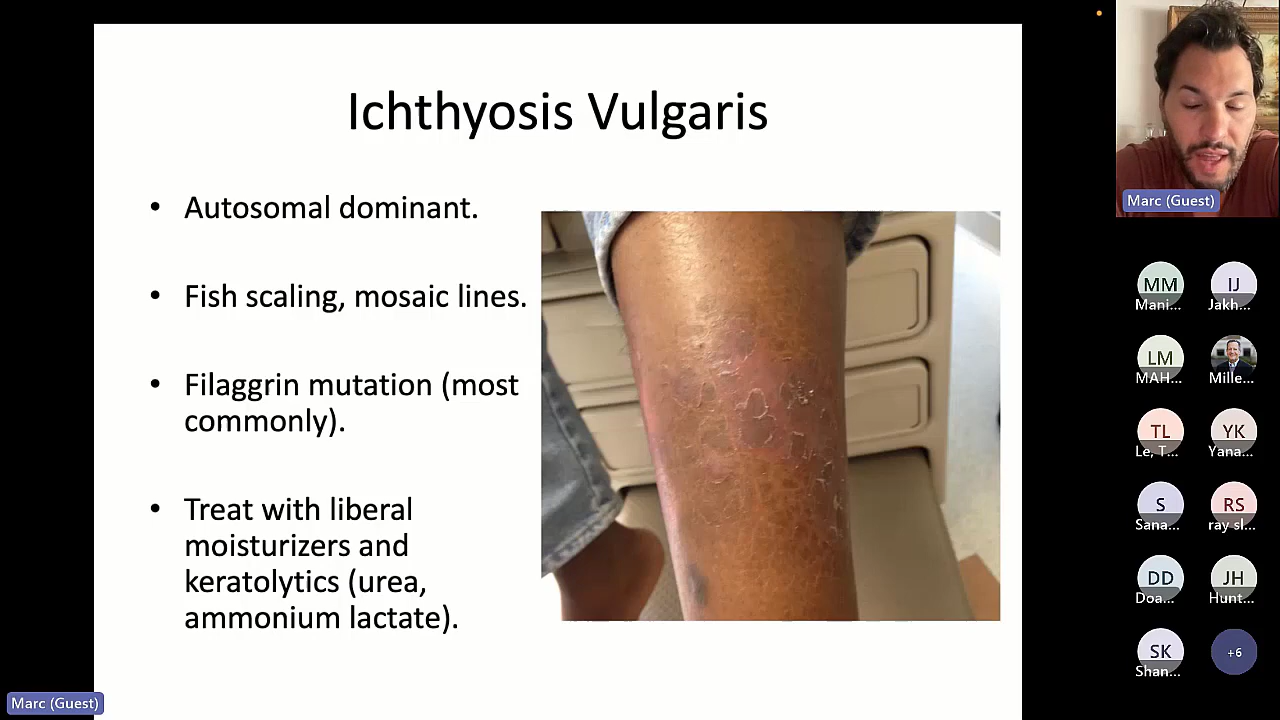 Ichthyosis Vulgaris
• Autosomal dominant.
• Fish scaling, mosaic lines.
• Filaggrin mutation (most
commonly).
• Treat with liberal
moisturizers and
keratolytics (urea,
ammonium lactate).
Marc (Guest)
Marc (Guest)
MM
Mani...
IJ
Jakh...
LM
MAH...
Mille...
TL
Le, T...
YK
Yana...
S
Sana...
RS
ray sl...
DD
Doa...
JH
Hunt...
SK
Shan...
+6